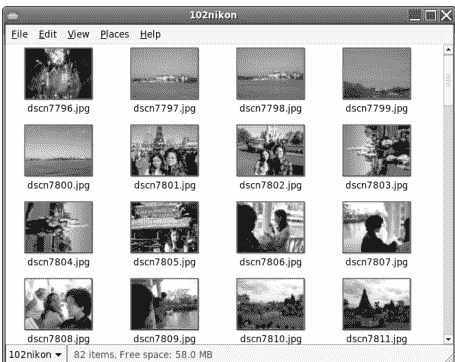 102nikon
File Edit View Places Help
dscn7796.jpg dscn7797.jpg dscn7798.jpg dscn7799.jpg
dscn7800.jpg dscn7801.jpg dscn7802.jpg dscn7803.jpg
dscn7804.jpg dscn7805.jpg dscn7806.jpg dscn7807.jpg
dscn7808.jpg dscn7809.jpg dscn7810.jpg dscn7811.jpg
102nikon 82 items, Free space: 58.0 MB